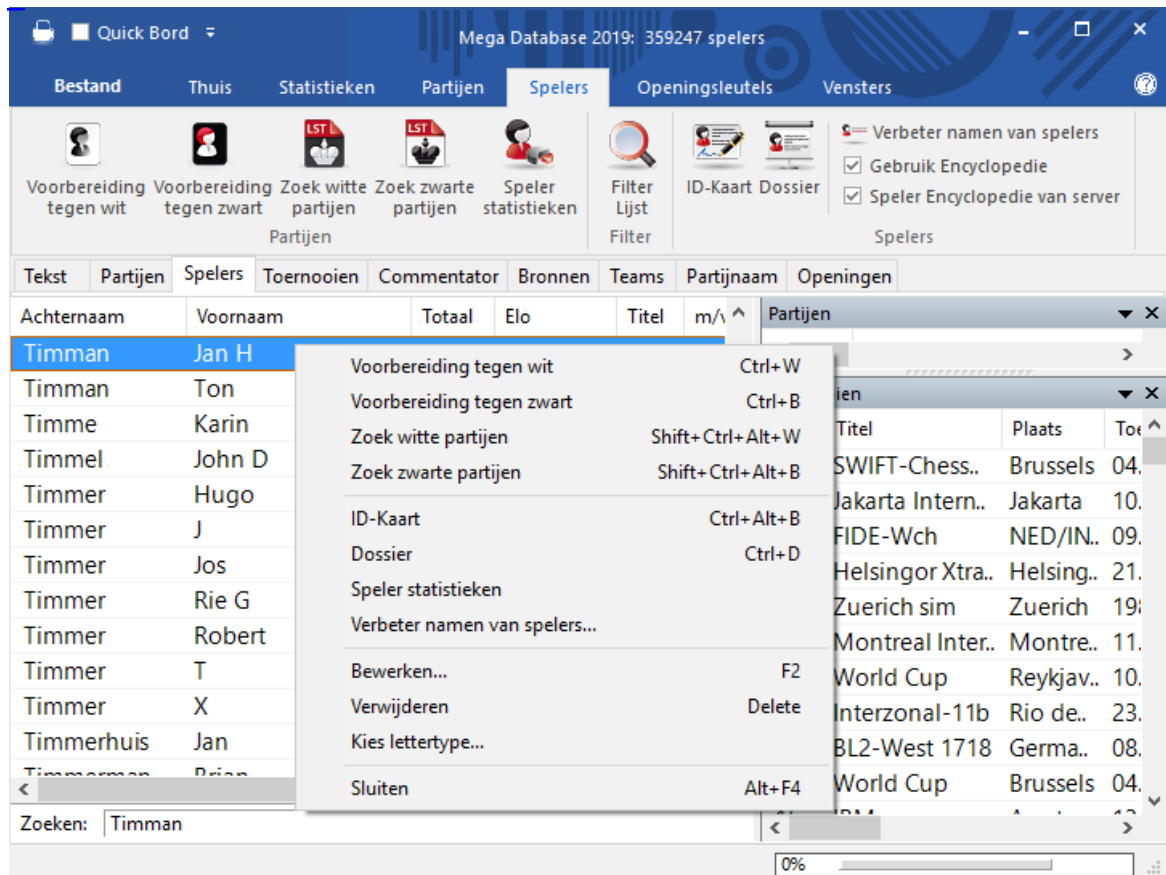 Quick Bord
Mega Database 2019: 359247 spelers
Bestand Thuis Statistieken Partijen Spelers Openingsleutels Vensters
LST LST
Voorbereiding tegen wit
Voorbereiding tegen zwart
Zoek witte partijen
Zoek zwarte partijen
Speler statistieken
Filter Lijst
ID-Kaart
Dossier
Verbeter namen van spelers
Gebruik Encyclopedie
Speler Encyclopedie van server
Partijen Filter Spelers
Tekst Partijen Spelers Toernooien Commentator Bronnen Teams Partijnaam Openingen
Achternaam Voornaam Totaal Elo Titel m/v
Timman Jan H
Timman Ton
Timme Karin
Timmel John D
Timmer Hugo
Timmer J
Timmer Jos
Timmer Rie G
Timmer Robert
Timmer T
Timmer X
Timmerhuis Jan
Timmerman Brian
Zoeken: Timman
Voorbereiding tegen wit Ctrl+W
Voorbereiding tegen zwart Ctrl+B
Zoek witte partijen Shift+Ctrl+Alt+W
Zoek zwarte partijen Shift+Ctrl+Alt+B
ID-Kaart Ctrl+Alt+B
Dossier Ctrl+D
Speler statistieken
Verbeter namen van spelers...
Bewerken... F2
Verwijderen Delete
Kies lettertype...
Sluiten Alt+F4
Partijen
ien
Titel Plaats Toe
SWIFT-Chess.. Brussels 04.
Jakarta Intern.. Jakarta 10.
FIDE-Wch NED/IN.. 09.
Helsingor Xtra.. Helsing.. 21.
Zuerich sim Zuerich 198
Montreal Inter.. Montre.. 11.
World Cup Reykjav.. 10.
Interzonal-11b Rio de.. 23.
BL2-West 1718 Germa.. 08.
World Cup Brussels 04.
0%